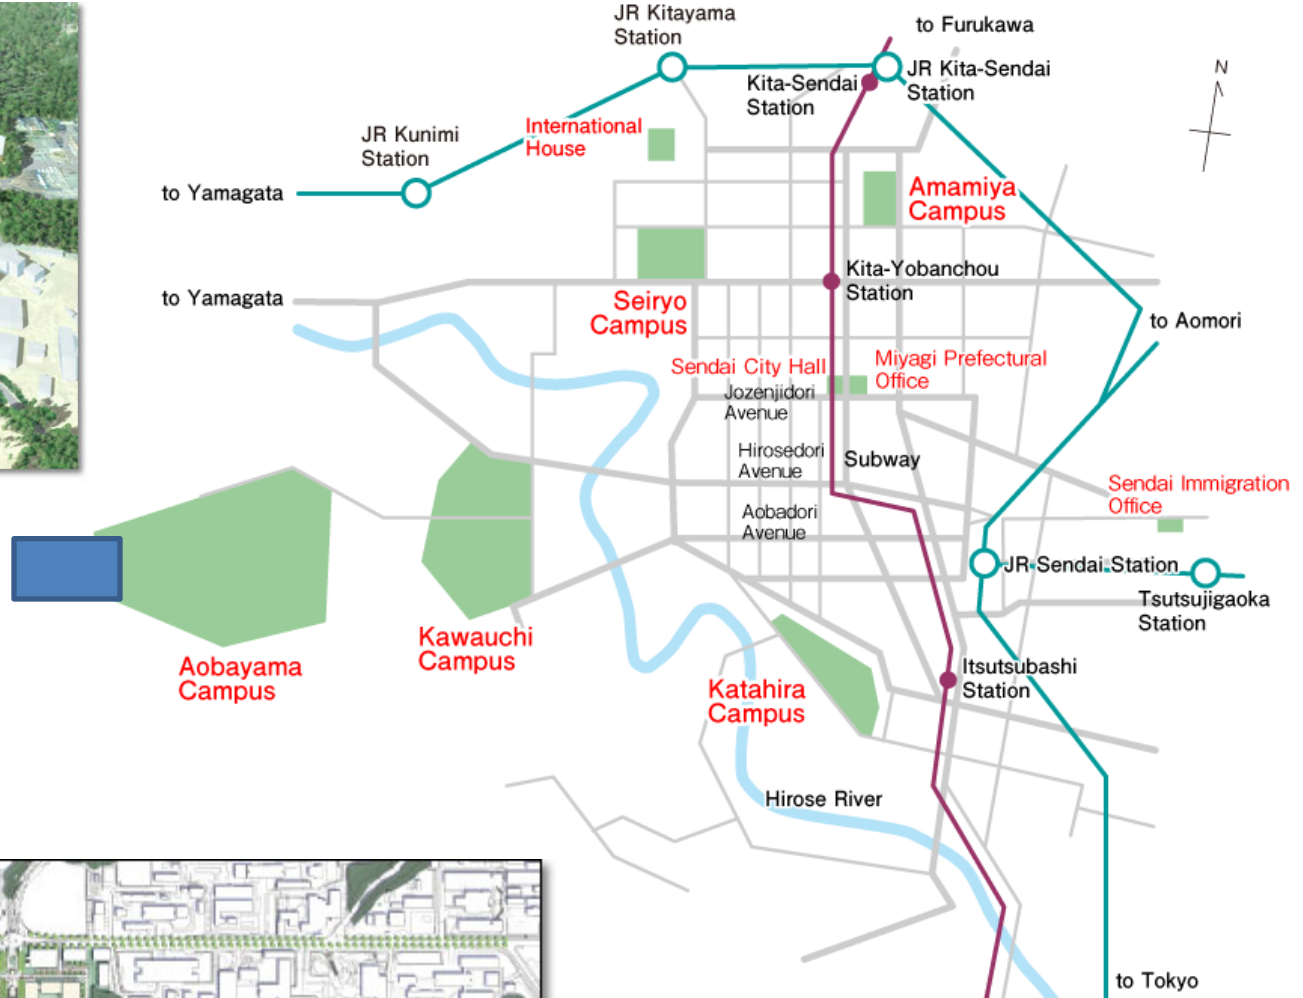 JR Kitayama
Station
to Furukawa
N
JR Kita-Sendai
Station
Kita-Sendai
Station
International
House
JR Kunimi
Station
to Yamagata
Amamiya
Campus
Kita-Yobanchou
Station
to Yamagata
Seiryo
Campus
to Aomori
Sendai City Hall
Miyagi Prefectural
Office
Jozenjidori
Avenue
Hirosedori
Avenue
Subway
Sendai Immigration
Office
Aobadori
Avenue
JR Sendai Station
Tsutsujigaoka
Station
Kawauchi
Campus
Aobayama
Campus
Itsutsubashi
Station
Katahira
Campus
Hirose River
to Tokyo